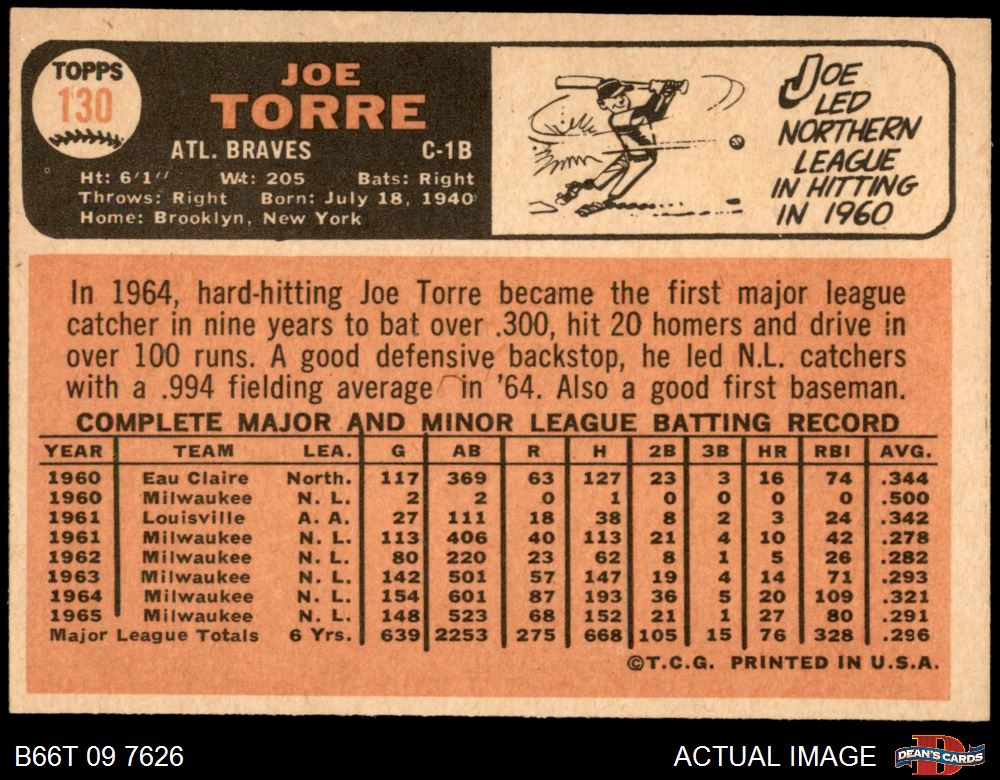 TOPPS
130
JOE
TORRE
ATL. BRAVES C-1B
Ht: 6'1" Wt: 205 Bats: Right
Throws: Right Born: July 18, 1940
Home: Brooklyn, New York
JOE
LED
NORTHERN
LEAGUE
IN HITTING
IN 1960
In 1964, hard-hitting Joe Torre became the first major league
catcher in nine years to bat over .300, hit 20 homers and drive in
over 100 runs. A good defensive backstop, he led N.L. catchers
with a .994 fielding average in '64. Also a good first baseman.
COMPLETE MAJOR AND MINOR LEAGUE BATTING RECORD
YEAR TEAM LEA. G AB R H 2B 3B HR RBI AVG.
1960 Eau Claire North. 117 369 63 127 23 3 16 74 .344
1960 Milwaukee N. L. 2 2 0 1 0 0 0 0 .500
1961 Louisville A. A. 27 111 18 38 8 2 3 24 .342
1961 Milwaukee N. L. 113 406 40 113 21 4 10 42 .278
1962 Milwaukee N. L. 80 220 23 62 8 1 5 26 .282
1963 Milwaukee N. L. 142 501 57 147 19 4 14 71 .293
1964 Milwaukee N. L. 154 601 87 193 36 5 20 109 .321
1965 Milwaukee N. L. 148 523 68 152 21 1 27 80 .291
Major League Totals 6 Yrs. 639 2253 275 668 105 15 76 328 .296
©T.C.G. PRINTED IN U.S.A.
B66T 09 7626
ACTUAL IMAGE
DEAN'S CARDS